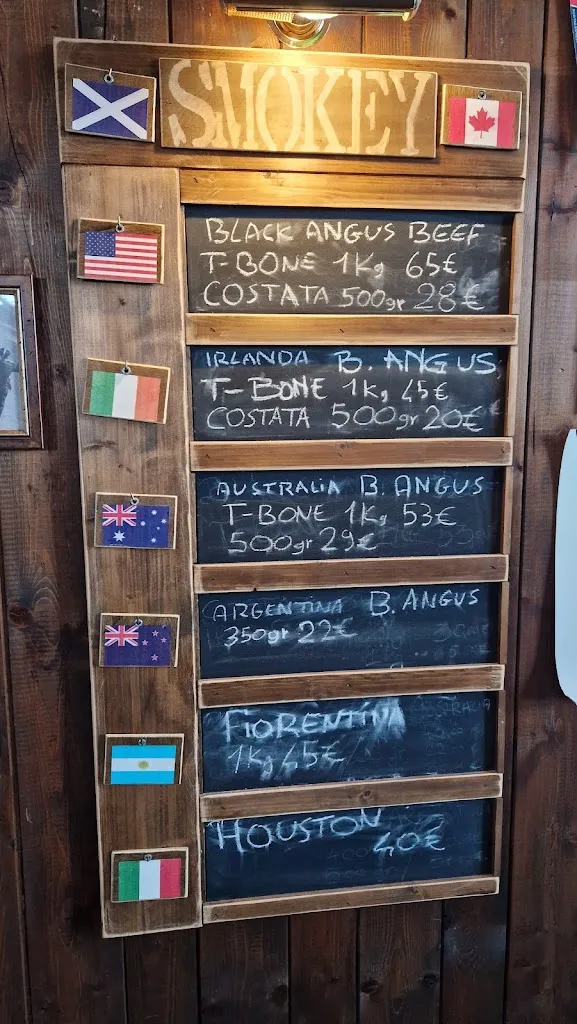 SMOKEY
BLACK ANGUS BEEF
T-BONE 1Kg 65€
COSTATA 500gr 28€
IRLANDA B. ANGUS
T-BONE 1Kg 45€
COSTATA 500gr 20€
AUSTRALIA B. ANGUS
T-BONE 1Kg 53€
500gr 29€
ARGENTINA B. ANGUS
350gr 22€
FIORENTINA
1Kg 45€
HOUSTON
40€